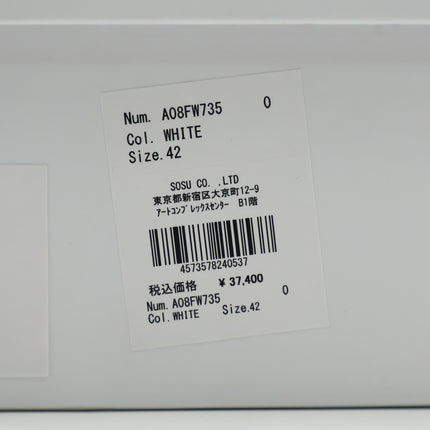 Num. A08FW735 0
Col. WHITE
Size.42
SOSU CO. ,LTD
東京都新宿区大京町12-9
ｱｰﾄｺﾝﾌﾟﾚｯｸｽｾﾝﾀｰ B1階
4573578240537
税込価格 ¥ 37,400
Num.A08FW735 0
Col.WHITE Size.42